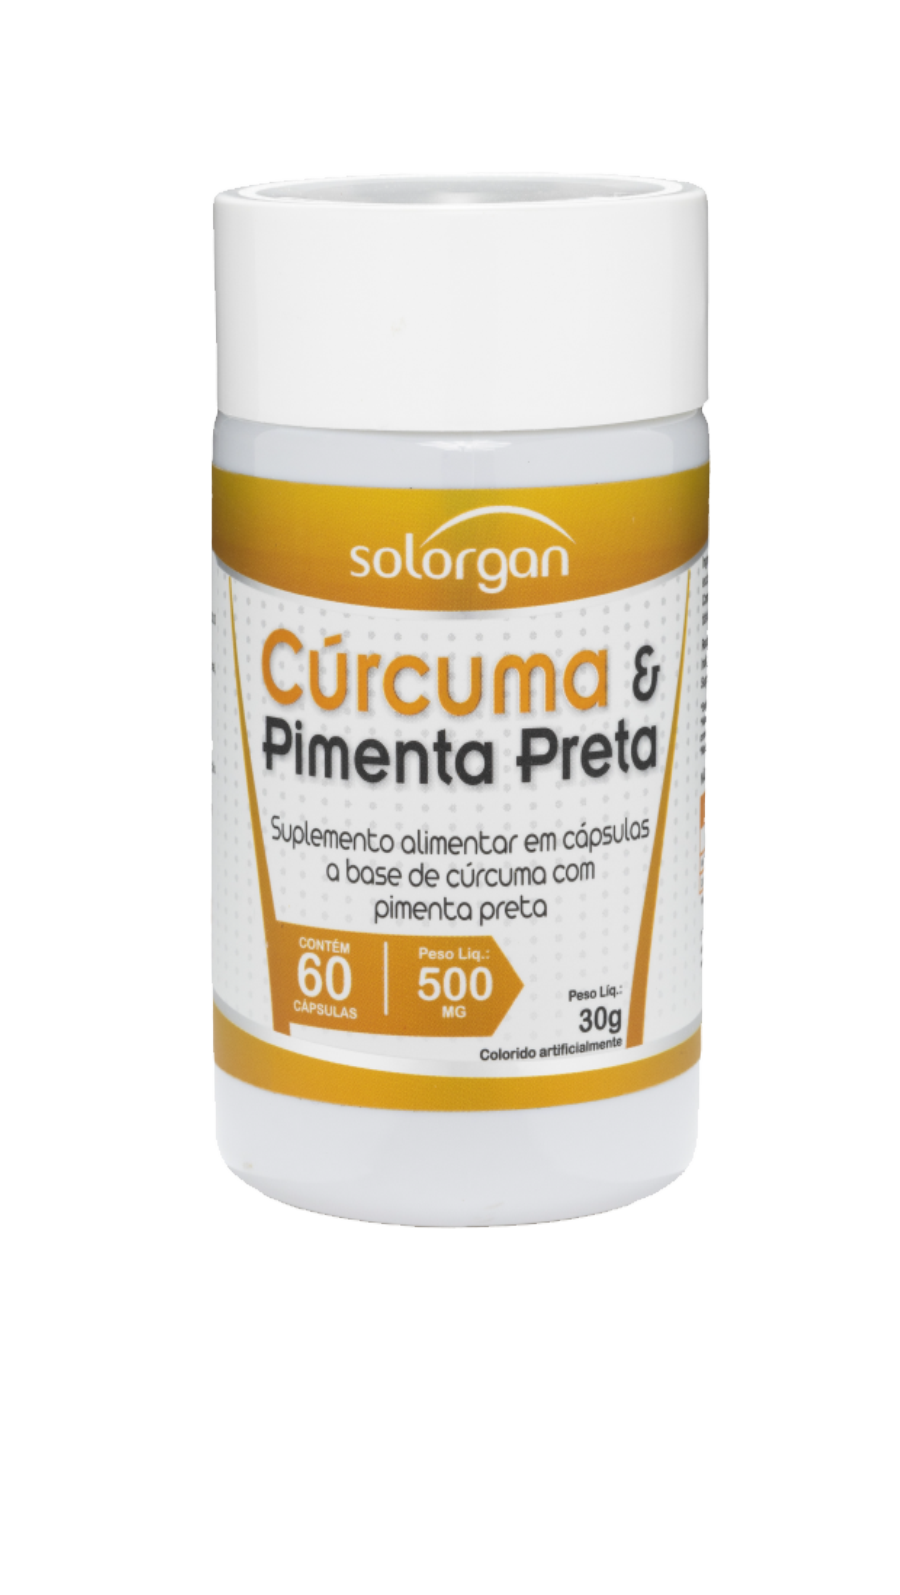 solorgan
Cúrcuma &
Pimenta Preta
Suplemento alimentar em cápsulas
a base de cúrcuma com
pimenta preta
CONTÉM
60
CÁPSULAS
Peso Liq.:
500
MG
Peso Líq.:
30g
Colorido artificialmente